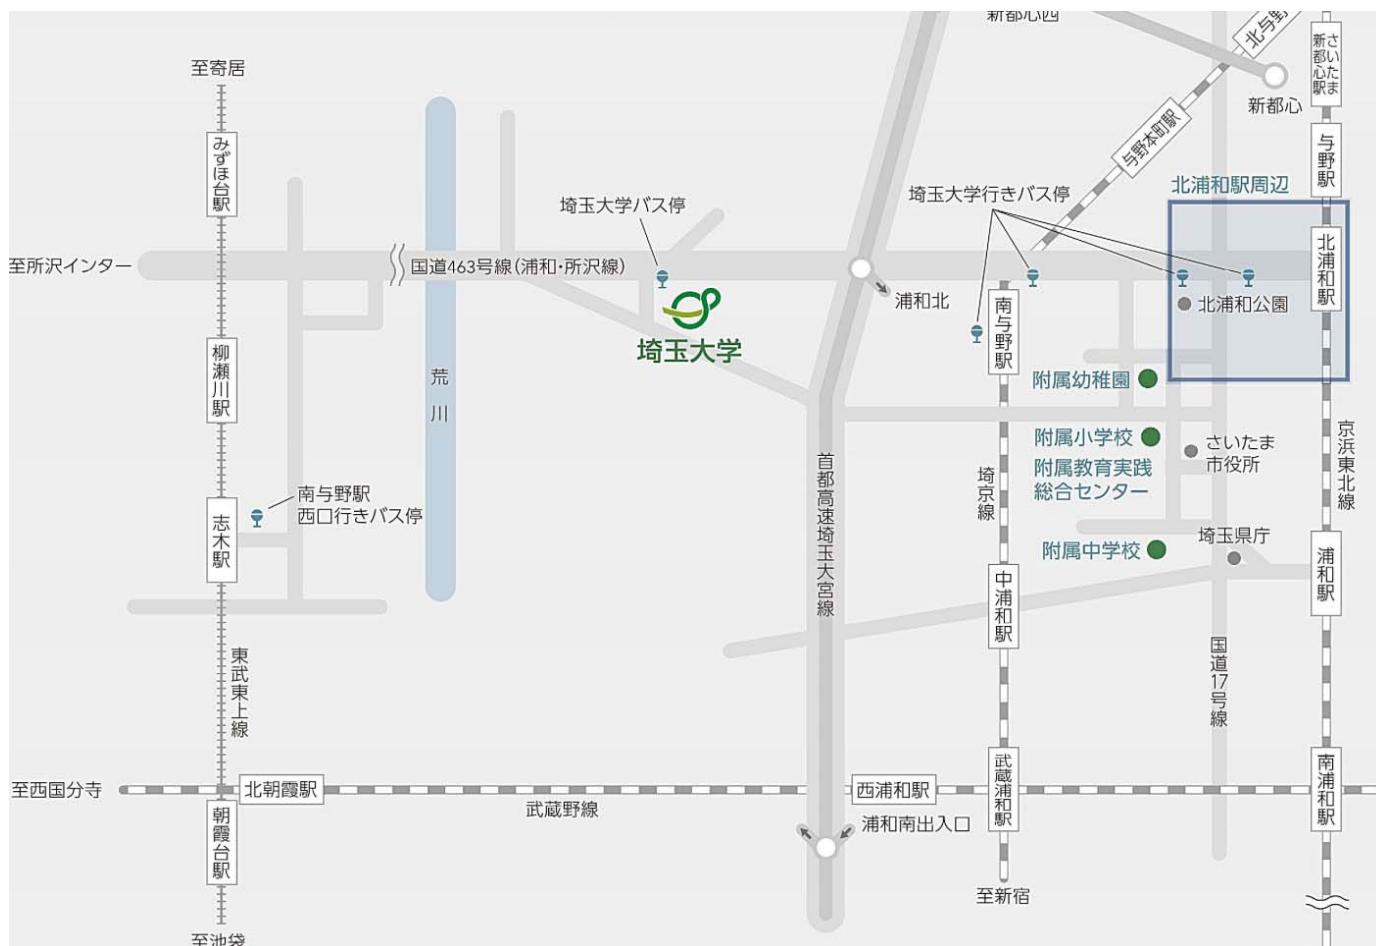 新都心西
北与野
さいたま
新都心駅
至寄居
新都心
みずほ台駅
与野本町駅
与野駅
北浦和駅周辺
埼玉大学バス停
埼玉大学行きバス停
至所沢インター
国道463号線(浦和・所沢線)
北浦和駅
浦和北
北浦和公園
南与野駅
埼玉大学
柳瀬川駅
荒川
附属幼稚園
附属小学校
さいたま
市役所
京浜東北線
首都高速埼玉大宮線
埼京線
附属教育実践
総合センター
南与野駅
西口行きバス停
志木駅
附属中学校
埼玉県庁
浦和駅
中浦和駅
東武東上線
国道17号線
至西国分寺
北朝霞駅
武蔵野線
西浦和駅
武蔵浦和駅
南浦和駅
朝霞台駅
浦和南出入口
至新宿
至池袋